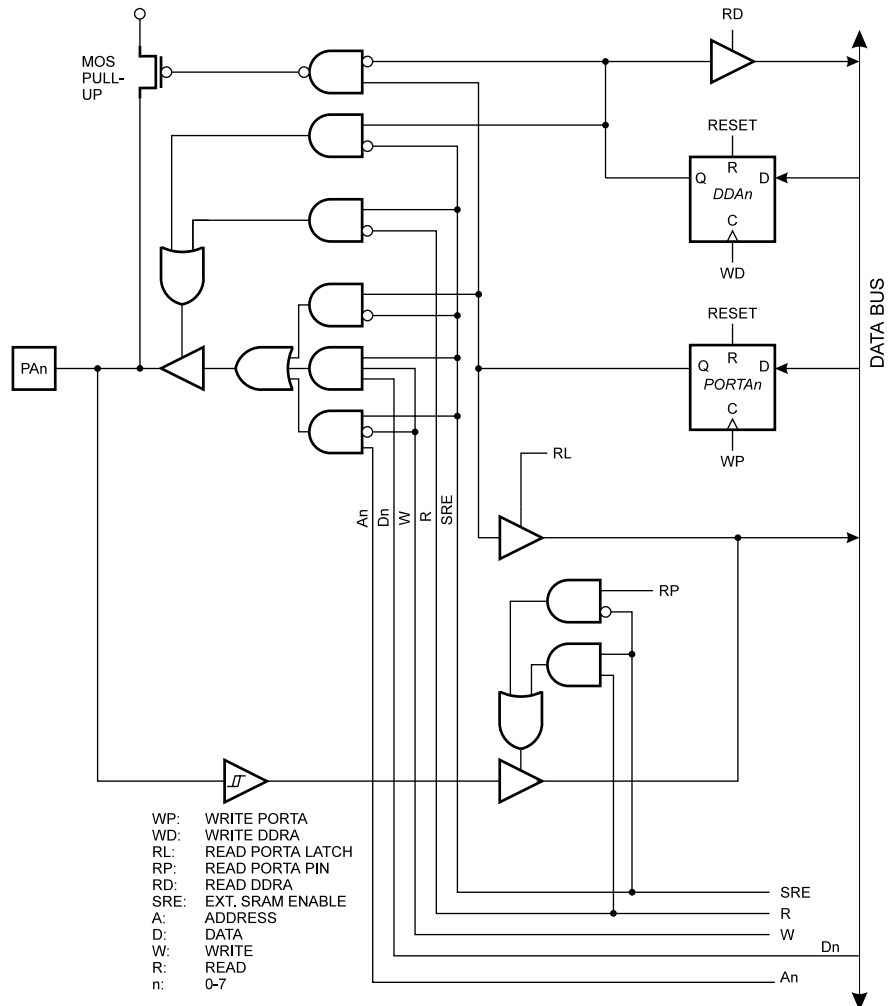 RD
MOS
PULL-
UP
RESET
R
Q
D
DDAn
C
WD
DATA BUS
RESET
R
PAn
Q
D
PORTAn
C
WP
RL
An
Dn
W
R
SRE
RP
WP: WRITE PORTA
WD: WRITE DDRA
RL: READ PORTA LATCH
RP: READ PORTA PIN
RD: READ DDRA
SRE: EXT. SRAM ENABLE
A: ADDRESS
D: DATA
W: WRITE
R: READ
n: 0-7
SRE
R
W
Dn
An